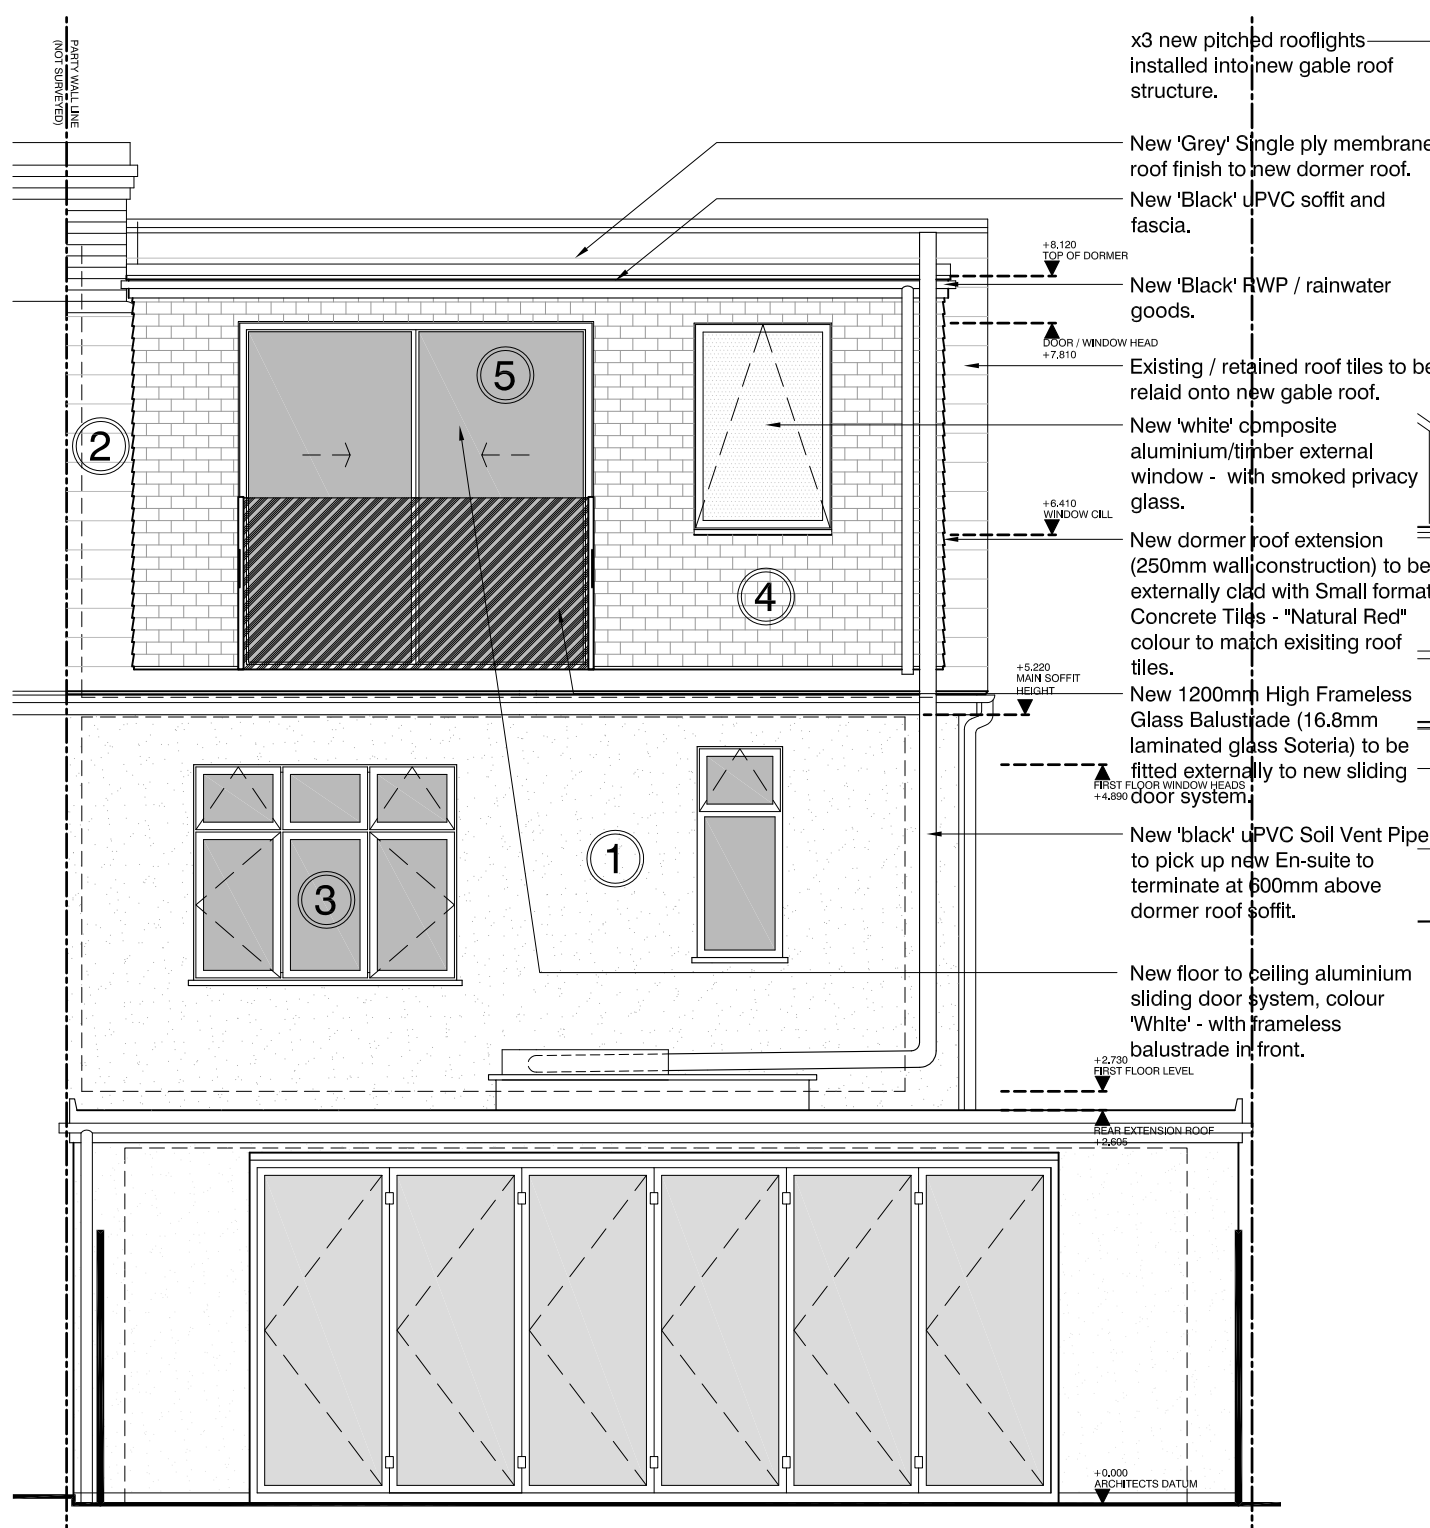 PARTY WALL LINE
(NOT SURVEYED)
x3 new pitched rooflights
installed into new gable roof
structure.
New 'Grey' Single ply membrane
roof finish to new dormer roof.
New 'Black' uPVC soffit and
fascia.
+8.120
TOP OF DORMER
New 'Black' RWP / rainwater
goods.
DOOR / WINDOW HEAD
+7.810
Existing / retained roof tiles to be
relaid onto new gable roof.
5
2
New 'white' composite
aluminium/timber external
window - with smoked privacy
glass.
+6.410
WINDOW CILL
New dormer roof extension
(250mm wall construction) to be
externally clad with Small format
Concrete Tiles - "Natural Red"
colour to match exisiting roof
tiles.
4
+5.220
MAIN SOFFIT
HEIGHT
New 1200mm High Frameless
Glass Balustrade (16.8mm
laminated glass Soteria) to be
fitted externally to new sliding
door system.
FIRST FLOOR WINDOW HEADS
+4.890
New 'black' uPVC Soil Vent Pipe
to pick up new En-suite to
terminate at 600mm above
dormer roof soffit.
1
3
New floor to ceiling aluminium
sliding door system, colour
'White' - with frameless
balustrade in front.
+2.730
FIRST FLOOR LEVEL
REAR EXTENSION ROOF
+2.605
+0.000
ARCHITECTS DATUM